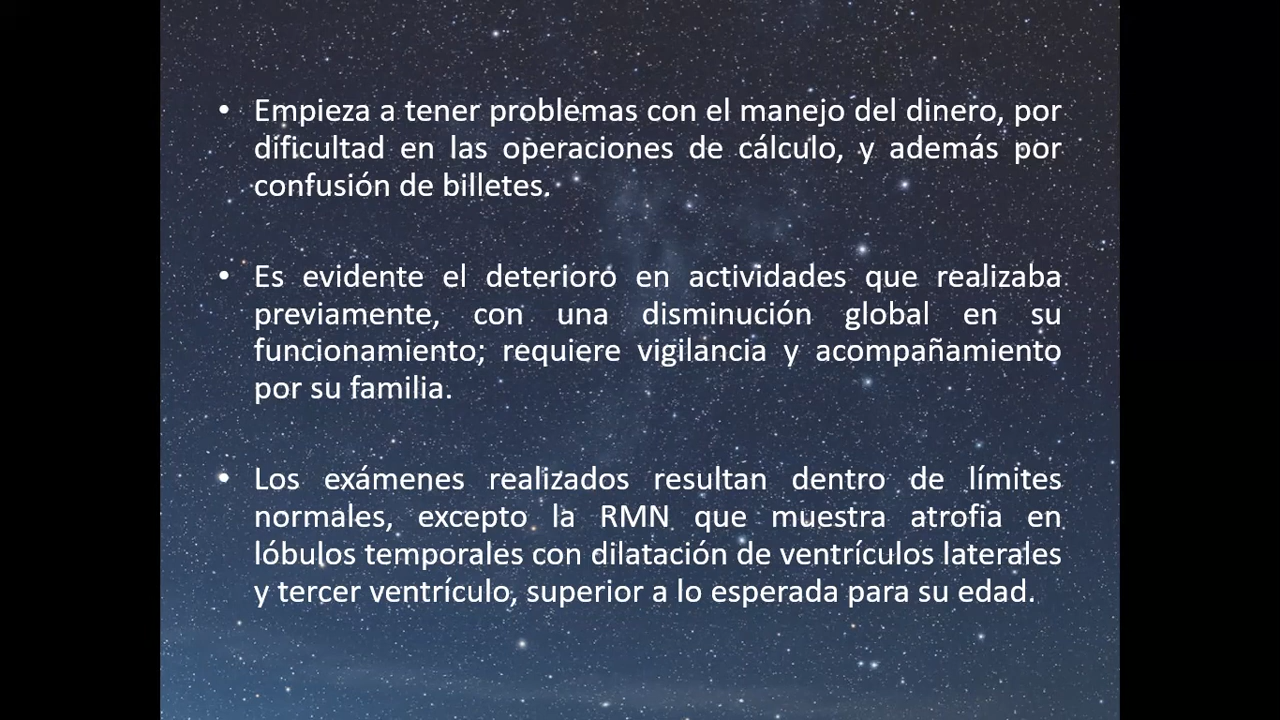 • Empieza a tener problemas con el manejo del dinero, por
dificultad en las operaciones de cálculo, y además por
confusión de billetes.
• Es evidente el deterioro en actividades que realizaba
previamente, con una disminución global en su
funcionamiento; requiere vigilancia y acompañamiento
por su familia.
• Los exámenes realizados resultan dentro de límites
normales, excepto la RMN que muestra atrofia en
lóbulos temporales con dilatación de ventrículos laterales
y tercer ventrículo, superior a lo esperada para su edad.